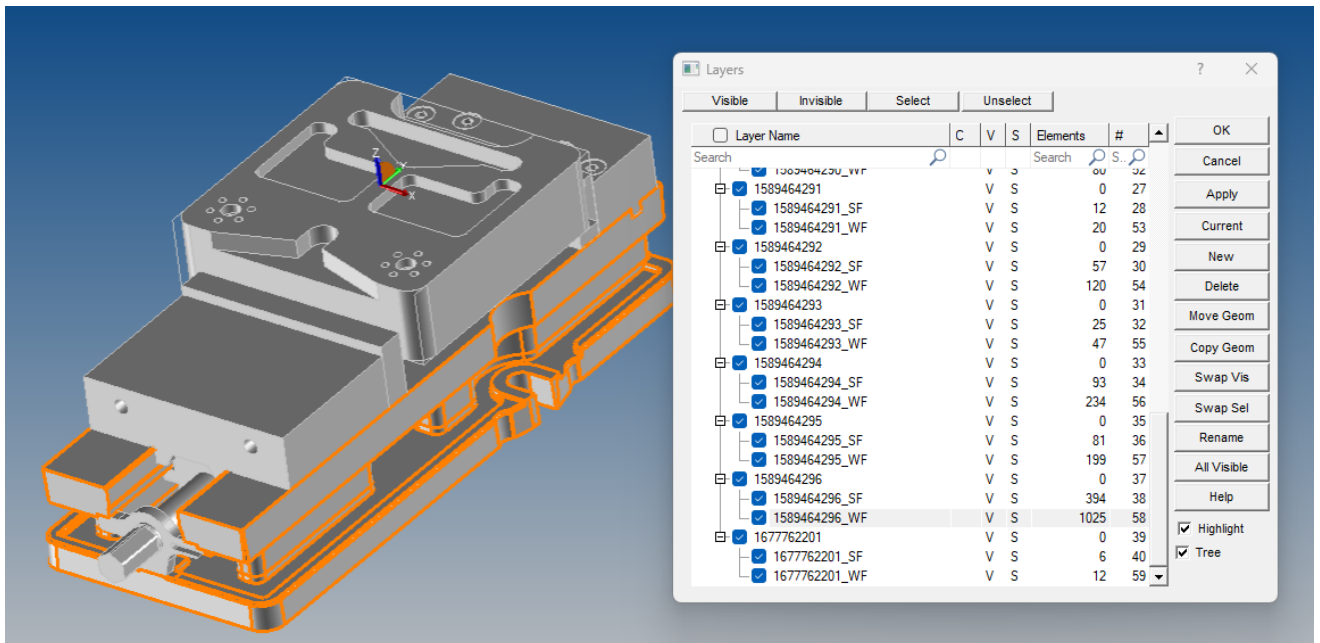 Layers
? ×
Visible Invisible Select Unselect
Layer Name C V S Elements #
Search Search S..
1589464290_WF V S 80 52
1589464291 V S 0 27
1589464291_SF V S 12 28
1589464291_WF V S 20 53
1589464292 V S 0 29
1589464292_SF V S 57 30
1589464292_WF V S 120 54
1589464293 V S 0 31
1589464293_SF V S 25 32
1589464293_WF V S 47 55
1589464294 V S 0 33
1589464294_SF V S 93 34
1589464294_WF V S 234 56
1589464295 V S 0 35
1589464295_SF V S 81 36
1589464295_WF V S 199 57
1589464296 V S 0 37
1589464296_SF V S 394 38
1589464296_WF V S 1025 58
1677762201 V S 0 39
1677762201_SF V S 6 40
1677762201_WF V S 12 59
OK
Cancel
Apply
Current
New
Delete
Move Geom
Copy Geom
Swap Vis
Swap Sel
Rename
All Visible
Help
Highlight
Tree
Z
Y
X